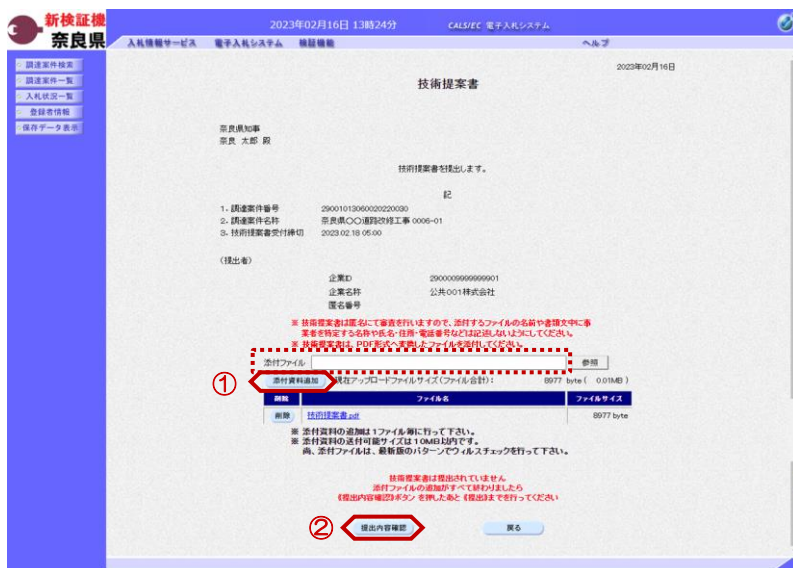 新検証機
奈良県
2023年02月16日 13時24分
CALS/EC 電子入札システム
入札情報サービス 電子入札システム 検証機能 ヘルプ
調達案件検索
調達案件一覧
入札状況一覧
登録者情報
保存データ表示
2023年02月16日
技術提案書
奈良県知事
奈良 太郎 殿
技術提案書を提出します。
記
1. 調達案件番号 29001013060020220030
2. 調達案件名称 奈良県〇〇道路改修工事 0006-01
3. 技術提案書受付締切 2023.02.18 05:00
(提出者)
企業ID 2900009999999901
企業名称 公共001株式会社
匿名番号
※ 技術提案書は匿名にて審査を行いますので、添付するファイルの名前や書類文中に事
業者を特定する名称や氏名・住所・電話番号などは記述しないようにしてください。
※ 技術提案書は、PDF形式へ変換したファイルを添付してください。
添付ファイル 参照
① 添付資料追加 現在アップロードファイルサイズ(ファイル合計): 8977 byte ( 0.01MB )
削除 ファイル名 ファイルサイズ
削除 技術提案書.pdf 8977 byte
※ 添付資料の追加は1ファイル毎に行って下さい。
※ 添付資料の送付可能サイズは10MB以内です。
尚、添付ファイルは、最新版のパターンでウィルスチェックを行って下さい。
技術提案書は提出されていません
添付ファイルの追加がすべて終わりましたら
《提出内容確認》ボタン を押したあと《提出》まで行ってください
② 提出内容確認 戻る